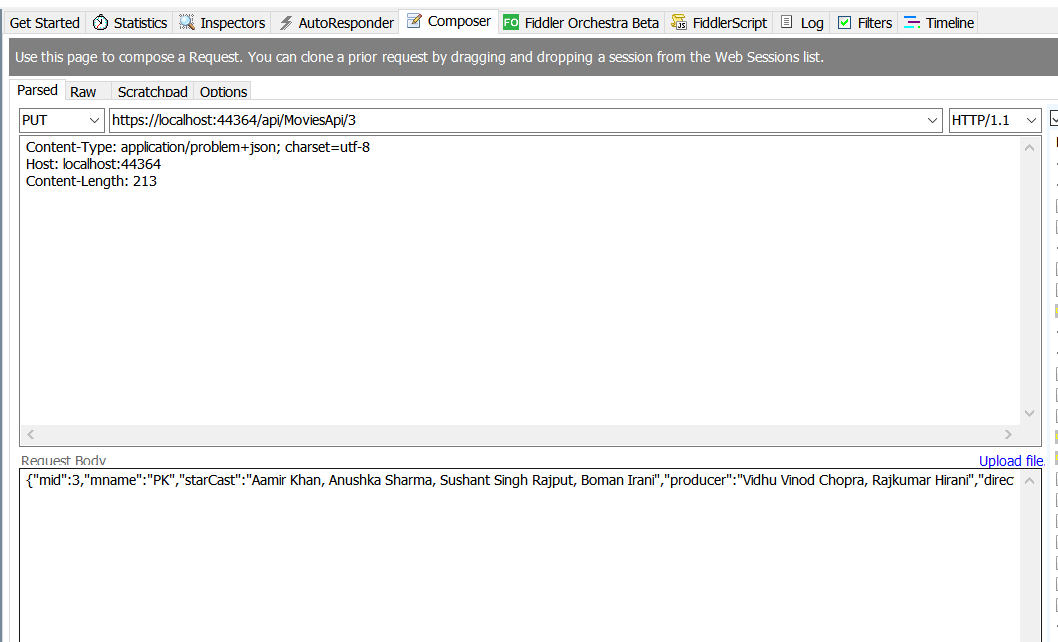 Get Started Statistics Inspectors AutoResponder Composer FO Fiddler Orchestra Beta FiddlerScript Log Filters Timeline
Use this page to compose a Request. You can clone a prior request by dragging and dropping a session from the Web Sessions list.
Parsed Raw Scratchpad Options
PUT https://localhost:44364/api/MoviesApi/3 HTTP/1.1
Content-Type: application/problem+json; charset=utf-8
Host: localhost:44364
Content-Length: 213
Request Body Upload file.
{"mid":3,"mname":"PK","starCast":"Aamir Khan, Anushka Sharma, Sushant Singh Rajput, Boman Irani","producer":"Vidhu Vinod Chopra, Rajkumar Hirani","direc